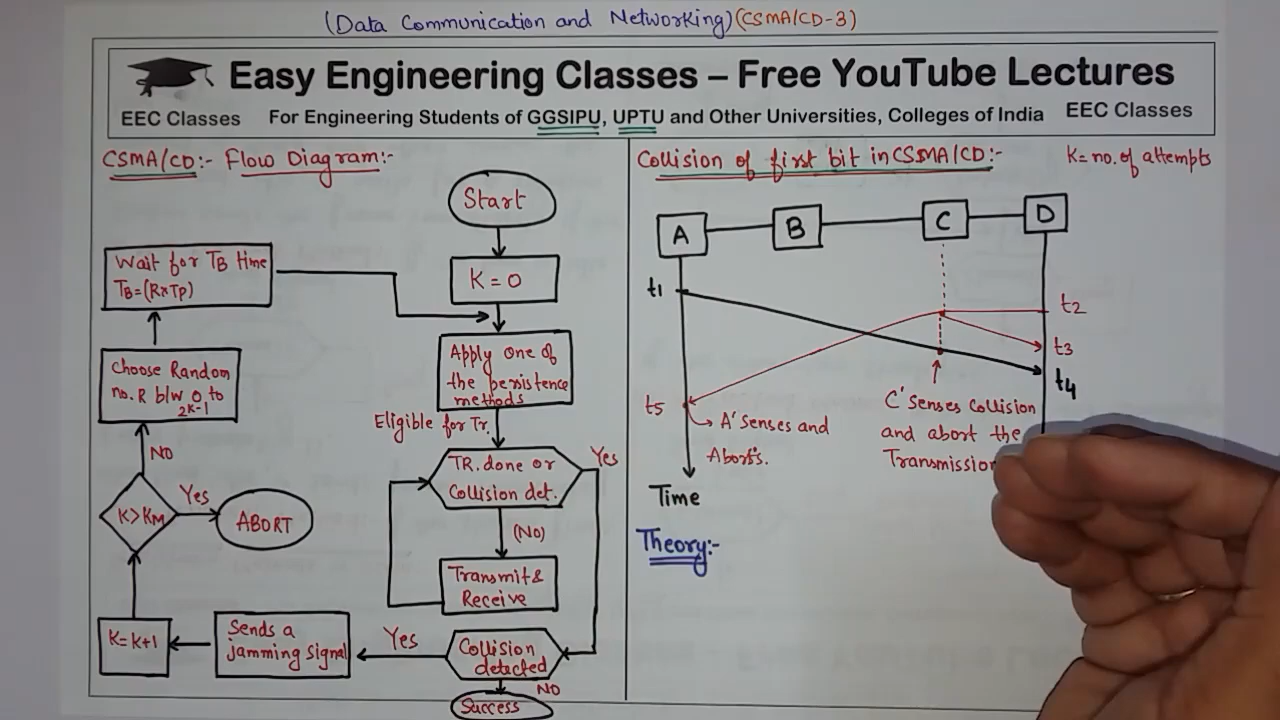 (Data Communication and Networking) (CSMA/CD-3)
Easy Engineering Classes – Free YouTube Lectures
EEC Classes
For Engineering Students of GGSIPU, UPTU and Other Universities, Colleges of India
EEC Classes
CSMA/CD:- Flow Diagram:-
Start
K = 0
Apply one of
the persistence
methods
Eligible for Tr.
TR. done or
Collision det.
Yes
(No)
Transmit &
Receive
Collision
detected
Yes
NO
Success
Sends a
jamming signal
K = K+1
K > KM
Yes
ABORT
NO
Choose Random
no. R b/w 0 to
2K-1
Wait for TB time
TB = (R×Tp)
Collision of first bit in CSMA/CD:-
K = no. of attempts
A
B
C
D
t1
t2
t3
t4
t5
A' Senses and
Aborts.
C' Senses Collision
and abort the
Transmission
Time
Theory:-